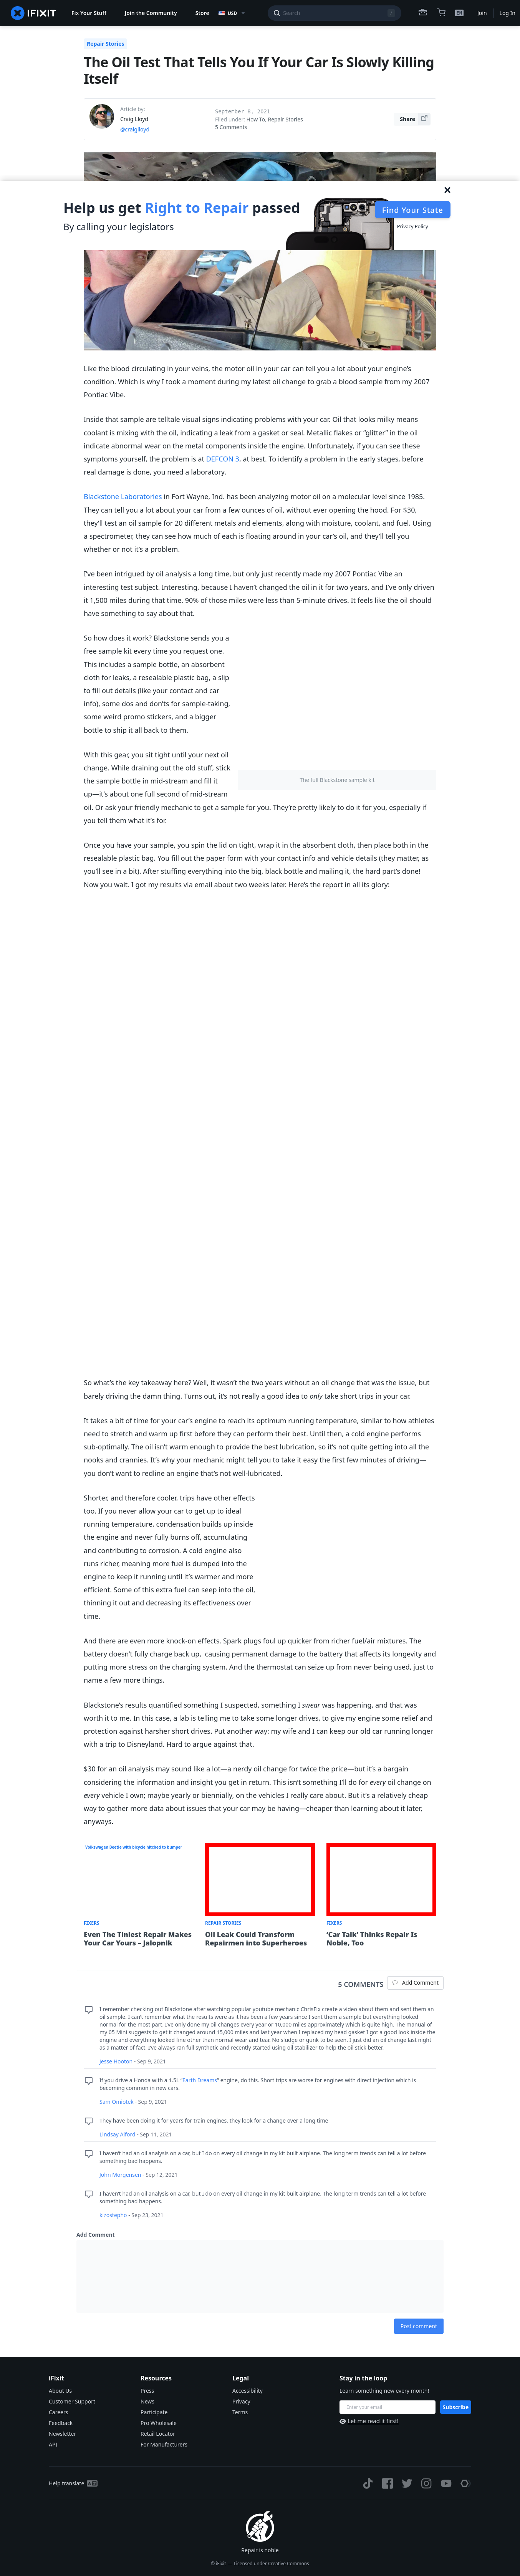 IFIXIT
Fix Your Stuff
Join the Community
Store
USD
Search
/
EN
Join
Log In
Repair Stories
The Oil Test That Tells You If Your Car Is Slowly Killing
Itself
Article by:
Craig Lloyd
@craiglloyd
September 8, 2021
Filed under: How To, Repair Stories
5 Comments
Share
Help us get Right to Repair passed
By calling your legislators
Find Your State
Privacy Policy
Like the blood circulating in your veins, the motor oil in your car can tell you a lot about your engine's
condition. Which is why I took a moment during my latest oil change to grab a blood sample from my 2007
Pontiac Vibe.
Inside that sample are telltale visual signs indicating problems with your car. Oil that looks milky means
coolant is mixing with the oil, indicating a leak from a gasket or seal. Metallic flakes or "glitter" in the oil
indicate abnormal wear on the metal components inside the engine. Unfortunately, if you can see these
symptoms yourself, the problem is at DEFCON 3, at best. To identify a problem in the early stages, before
real damage is done, you need a laboratory.
Blackstone Laboratories in Fort Wayne, Ind. has been analyzing motor oil on a molecular level since 1985.
They can tell you a lot about your car from a few ounces of oil, without ever opening the hood. For $30,
they'll test an oil sample for 20 different metals and elements, along with moisture, coolant, and fuel. Using
a spectrometer, they can see how much of each is floating around in your car's oil, and they'll tell you
whether or not it's a problem.
I've been intrigued by oil analysis a long time, but only just recently made my 2007 Pontiac Vibe an
interesting test subject. Interesting, because I haven't changed the oil in it for two years, and I've only driven
it 1,500 miles during that time. 90% of those miles were less than 5-minute drives. It feels like the oil should
have something to say about that.
So how does it work? Blackstone sends you a
free sample kit every time you request one.
This includes a sample bottle, an absorbent
cloth for leaks, a resealable plastic bag, a slip
to fill out details (like your contact and car
info), some dos and don'ts for sample-taking,
some weird promo stickers, and a bigger
bottle to ship it all back to them.
With this gear, you sit tight until your next oil
change. While draining out the old stuff, stick
the sample bottle in mid-stream and fill it
up—it's about one full second of mid-stream
The full Blackstone sample kit
oil. Or ask your friendly mechanic to get a sample for you. They're pretty likely to do it for you, especially if
you tell them what it's for.
Once you have your sample, you spin the lid on tight, wrap it in the absorbent cloth, then place both in the
resealable plastic bag. You fill out the paper form with your contact info and vehicle details (they matter, as
you'll see in a bit). After stuffing everything into the big, black bottle and mailing it, the hard part's done!
Now you wait. I got my results via email about two weeks later. Here's the report in all its glory:
So what's the key takeaway here? Well, it wasn't the two years without an oil change that was the issue, but
barely driving the damn thing. Turns out, it's not really a good idea to only take short trips in your car.
It takes a bit of time for your car's engine to reach its optimum running temperature, similar to how athletes
need to stretch and warm up first before they can perform their best. Until then, a cold engine performs
sub-optimally. The oil isn't warm enough to provide the best lubrication, so it's not quite getting into all the
nooks and crannies. It's why your mechanic might tell you to take it easy the first few minutes of driving—
you don't want to redline an engine that's not well-lubricated.
Shorter, and therefore cooler, trips have other effects
too. If you never allow your car to get up to ideal
running temperature, condensation builds up inside
the engine and never fully burns off, accumulating
and contributing to corrosion. A cold engine also
runs richer, meaning more fuel is dumped into the
engine to keep it running until it's warmer and more
efficient. Some of this extra fuel can seep into the oil,
thinning it out and decreasing its effectiveness over
time.
And there are even more knock-on effects. Spark plugs foul up quicker from richer fuel/air mixtures. The
battery doesn't fully charge back up,  causing permanent damage to the battery that affects its longevity and
putting more stress on the charging system. And the thermostat can seize up from never being used, just to
name a few more things.
Blackstone's results quantified something I suspected, something I swear was happening, and that was
worth it to me. In this case, a lab is telling me to take some longer drives, to give my engine some relief and
protection against harsher short drives. Put another way: my wife and I can keep our old car running longer
with a trip to Disneyland. Hard to argue against that.
$30 for an oil analysis may sound like a lot—a nerdy oil change for twice the price—but it's a bargain
considering the information and insight you get in return. This isn't something I'll do for every oil change on
every vehicle I own; maybe yearly or biennially, on the vehicles I really care about. But it's a relatively cheap
way to gather more data about issues that your car may be having—cheaper than learning about it later,
anyways.
Volkswagen Beetle with bicycle hitched to bumper
FIXERS
Even The Tiniest Repair Makes
Your Car Yours – Jalopnik
REPAIR STORIES
Oil Leak Could Transform
Repairmen into Superheroes
FIXERS
'Car Talk' Thinks Repair Is
Noble, Too
5 COMMENTS
Add Comment
I remember checking out Blackstone after watching popular youtube mechanic ChrisFix create a video about them and sent them an
oil sample. I can't remember what the results were as it has been a few years since I sent them a sample but everything looked
normal for the most part. I've only done my oil changes every year or 10,000 miles approximately which is quite high. The manual of
my 05 Mini suggests to get it changed around 15,000 miles and last year when I replaced my head gasket I got a good look inside the
engine and everything looked nice. No sludge or gunk to be seen. I just did an oil change last night as a matter of fact. I've always ran full synthetic and recently started using oil stabilizer to help the oil stick better.
Jesse Hooton - Sep 9, 2021
If you drive a Honda with a 1.5L "Earth Dreams" engine, do this. Short trips are worse for engines with direct injection which is
becoming common in new cars.
Sam Omiotek - Sep 9, 2021
They have been doing it for years for train engines, they look for a change over a long time
Lindsay Alford - Sep 11, 2021
I haven't had an oil analysis on a car, but I do on every oil change in my kit built airplane. The long term trends can tell a lot before
something bad happens.
John Morgensen - Sep 12, 2021
I haven't had an oil analysis on a car, but I do on every oil change in my kit built airplane. The long term trends can tell a lot before
something bad happens.
kizostepho - Sep 23, 2021
Add Comment
Post comment
iFixit
About Us
Customer Support
Careers
Feedback
Newsletter
API
Resources
Press
News
Participate
Pro Wholesale
Retail Locator
For Manufacturers
Legal
Accessibility
Privacy
Terms
Stay in the loop
Learn something new every month!
Enter your email
Subscribe
Let me read it first!
Help translate
Repair is noble
© iFixit — Licensed under Creative Commons